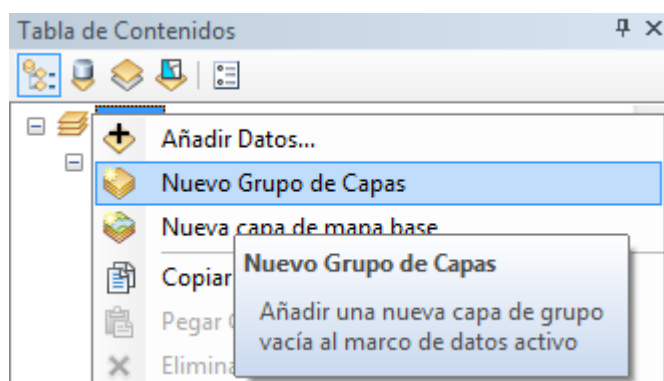 Tabla de Contenidos
Añadir Datos...
Nuevo Grupo de Capas
Nueva capa de mapa base
Nuevo Grupo de Capas
Copiar
Añadir una nueva capa de grupo
vacía al marco de datos activo
Pegar